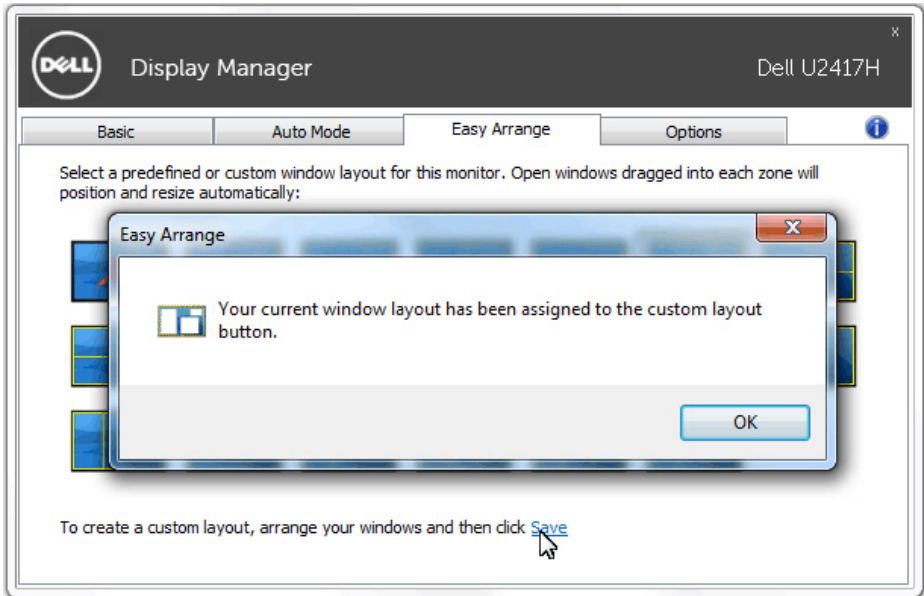 x
DELL Display Manager Dell U2417H
Basic Auto Mode Easy Arrange Options
Select a predefined or custom window layout for this monitor. Open windows dragged into each zone will
position and resize automatically:
Easy Arrange
Your current window layout has been assigned to the custom layout
button.
OK
To create a custom layout, arrange your windows and then click Save